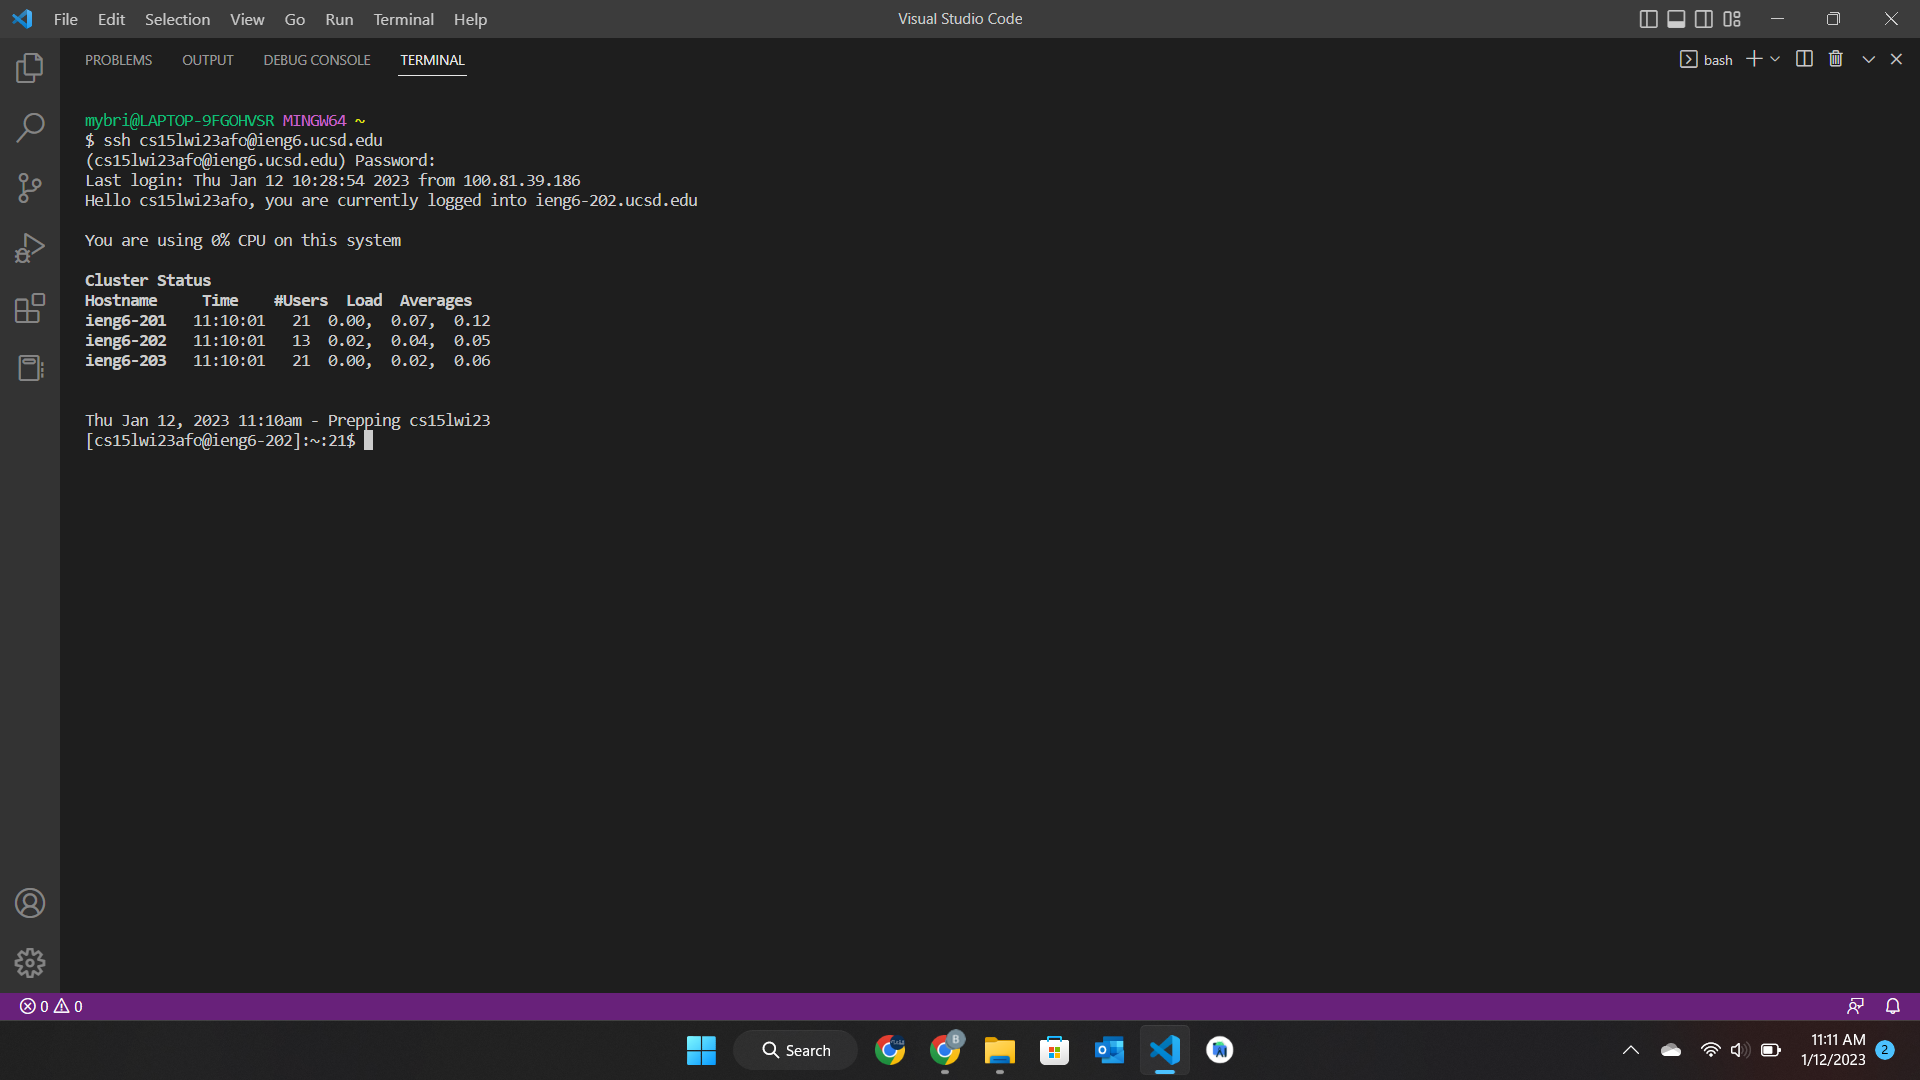 File Edit Selection View Go Run Terminal Help
Visual Studio Code
PROBLEMS OUTPUT DEBUG CONSOLE TERMINAL
bash
mybri@LAPTOP-9FGOHVSR MINGW64 ~
$ ssh cs15lwi23afo@ieng6.ucsd.edu
(cs15lwi23afo@ieng6.ucsd.edu) Password:
Last login: Thu Jan 12 10:28:54 2023 from 100.81.39.186
Hello cs15lwi23afo, you are currently logged into ieng6-202.ucsd.edu
You are using 0% CPU on this system
Cluster Status
Hostname Time #Users Load Averages
ieng6-201 11:10:01 21 0.00, 0.07, 0.12
ieng6-202 11:10:01 13 0.02, 0.04, 0.05
ieng6-203 11:10:01 21 0.00, 0.02, 0.06
Thu Jan 12, 2023 11:10am - Prepping cs15lwi23
[cs15lwi23afo@ieng6-202]:~:21$
0 0
Search
B
11:11 AM
1/12/2023
2